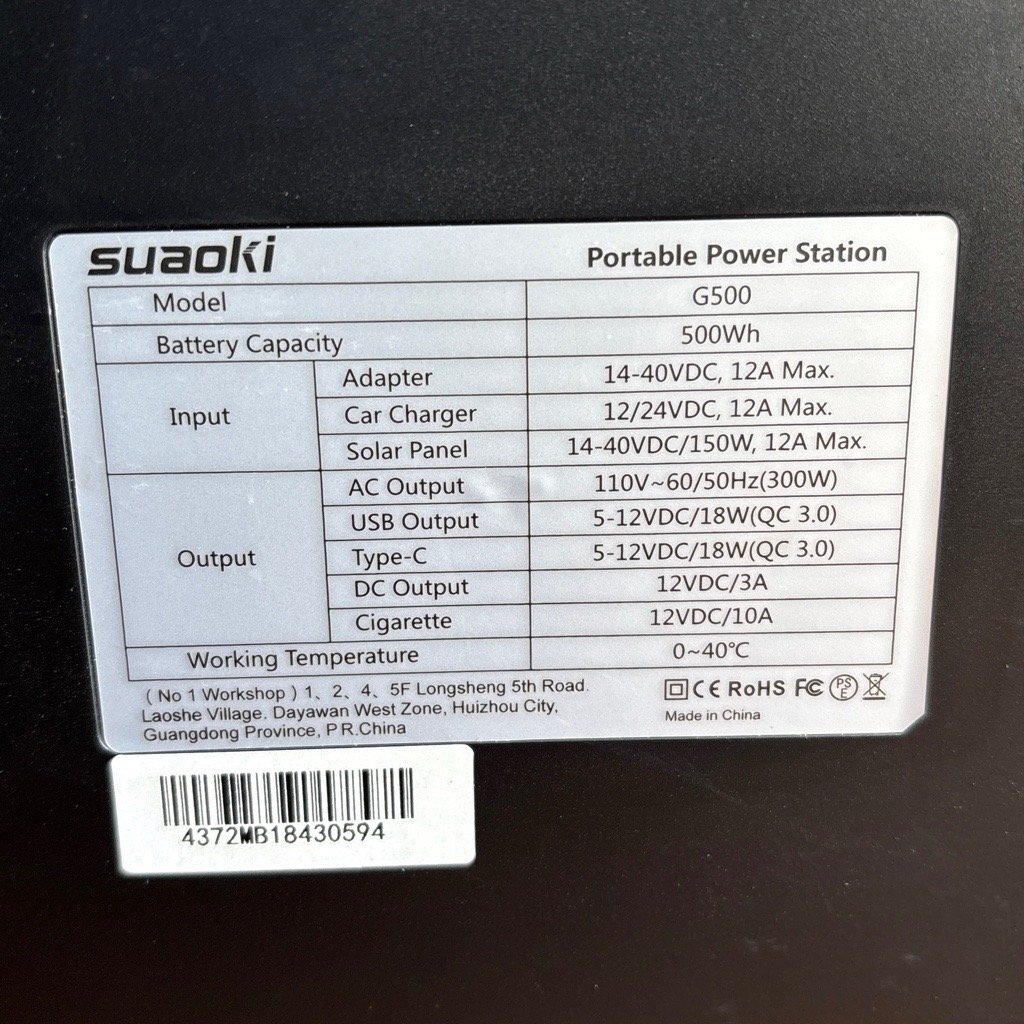 suaoki
Portable Power Station
Model G500
Battery Capacity 500Wh
Input
Adapter 14-40VDC, 12A Max.
Car Charger 12/24VDC, 12A Max.
Solar Panel 14-40VDC/150W, 12A Max.
Output
AC Output 110V~60/50Hz(300W)
USB Output 5-12VDC/18W(QC 3.0)
Type-C 5-12VDC/18W(QC 3.0)
DC Output 12VDC/3A
Cigarette 12VDC/10A
Working Temperature 0~40℃
( No 1 Workshop ) 1、2、4、5F Longsheng 5th Road.
Laoshe Village. Dayawan West Zone, Huizhou City,
Guangdong Province, P R.China
CE RoHS FC PSE
Made in China
4372MB18430594